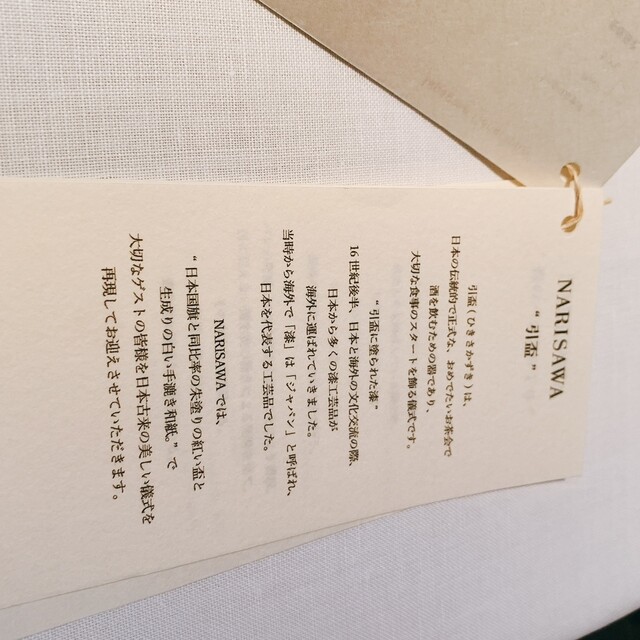 NARISAWA
“引盃”
引盃（ひきさかずき）は、
日本の伝統的で正式な、おめでたいお茶会で
酒を飲むための器であり、
大切な食事のスタートを飾る儀式です。
“引盃に塗られた漆”
16世紀後半、日本と海外の文化交流の際、
日本から多くの漆工芸品が
海外に運ばれていきました。
当時から海外で「漆」は「ジャパン」と呼ばれ、
日本を代表する工芸品でした。
NARISAWAでは、
“日本国旗と同比率の朱塗りの紅い盃と
生成りの白い手漉き和紙。”で
大切なゲストの皆様を日本古来の美しい儀式を
再現してお迎えさせていただきます。